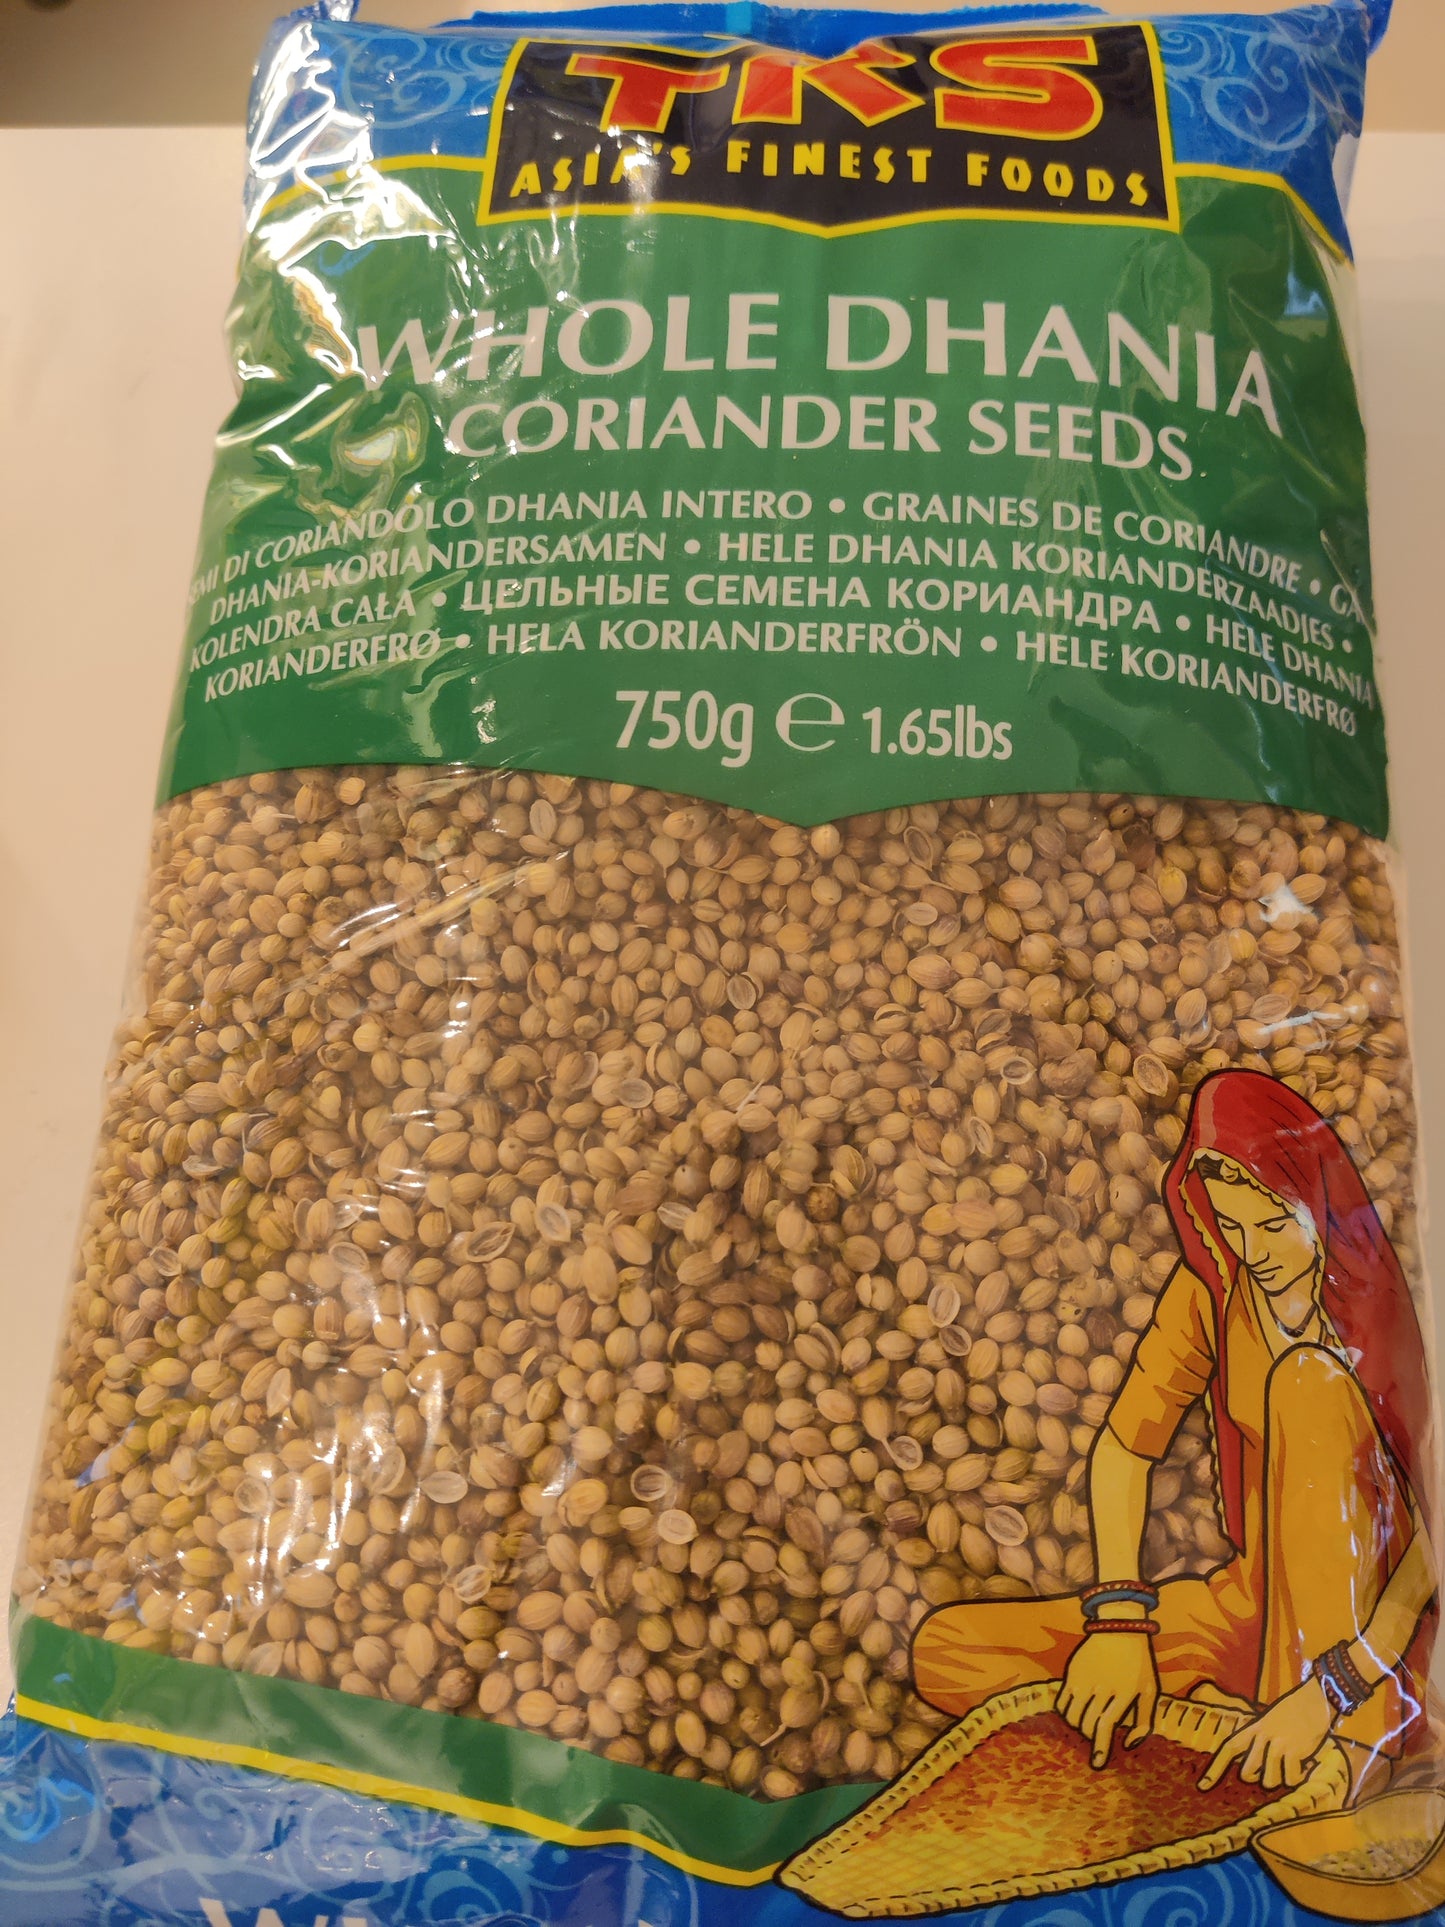 TRS
ASIA'S FINEST FOODS
WHOLE DHANIA
CORIANDER SEEDS
DI CORIANDOLO DHANIA INTERO • GRAINES DE CORIANDRE •
DHANIA-KORIANDERSAMEN • HELE DHANIA KORIANDERZAADJES •
KOLENDRA CAŁA • ЦЕЛЬНЫЕ СЕМЕНА КОРИАНДРА • HELE DHANIA
KORIANDERFRØ • HELA KORIANDERFRÖN • HELE KORIANDERFRØ
750g ℮ 1.65lbs